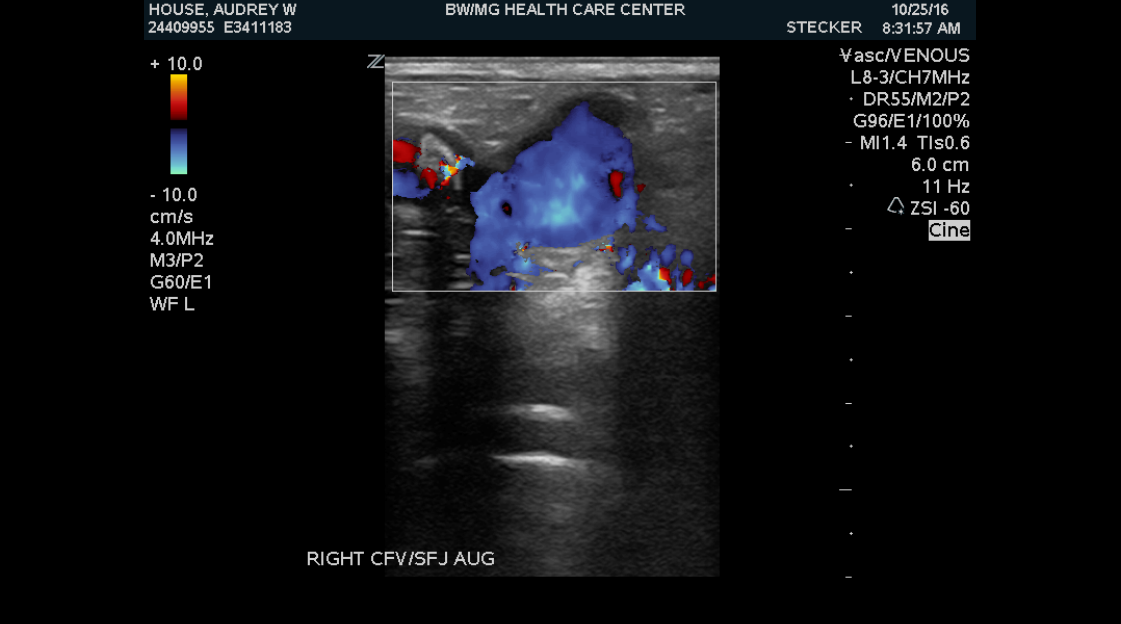 HOUSE, AUDREY W
24409955 E3411183
BW/MG HEALTH CARE CENTER
10/25/16
STECKER 8:31:57 AM
+ 10.0
- 10.0
cm/s
4.0MHz
M3/P2
G60/E1
WF L
Z
Vasc/VENOUS
L8-3/CH7MHz
DR55/M2/P2
G96/E1/100%
MI1.4 TIs0.6
6.0 cm
11 Hz
ZSI -60
Cine
RIGHT CFV/SFJ AUG